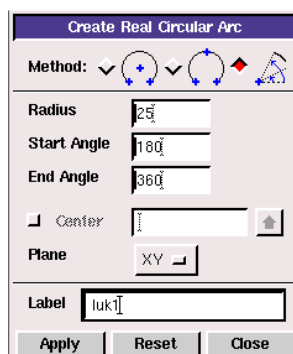 Create Real Circular Arc
Method:
Radius 25
Start Angle 180
End Angle 360
Center
Plane XY
Label luk1
Apply Reset Close